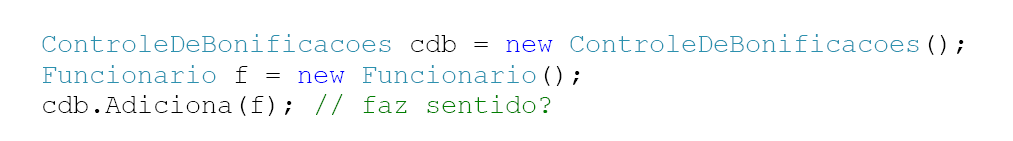 ControleDeBonificacoes cdb = new ControleDeBonificacoes();
Funcionario f = new Funcionario();
cdb.Adiciona(f); // faz sentido?